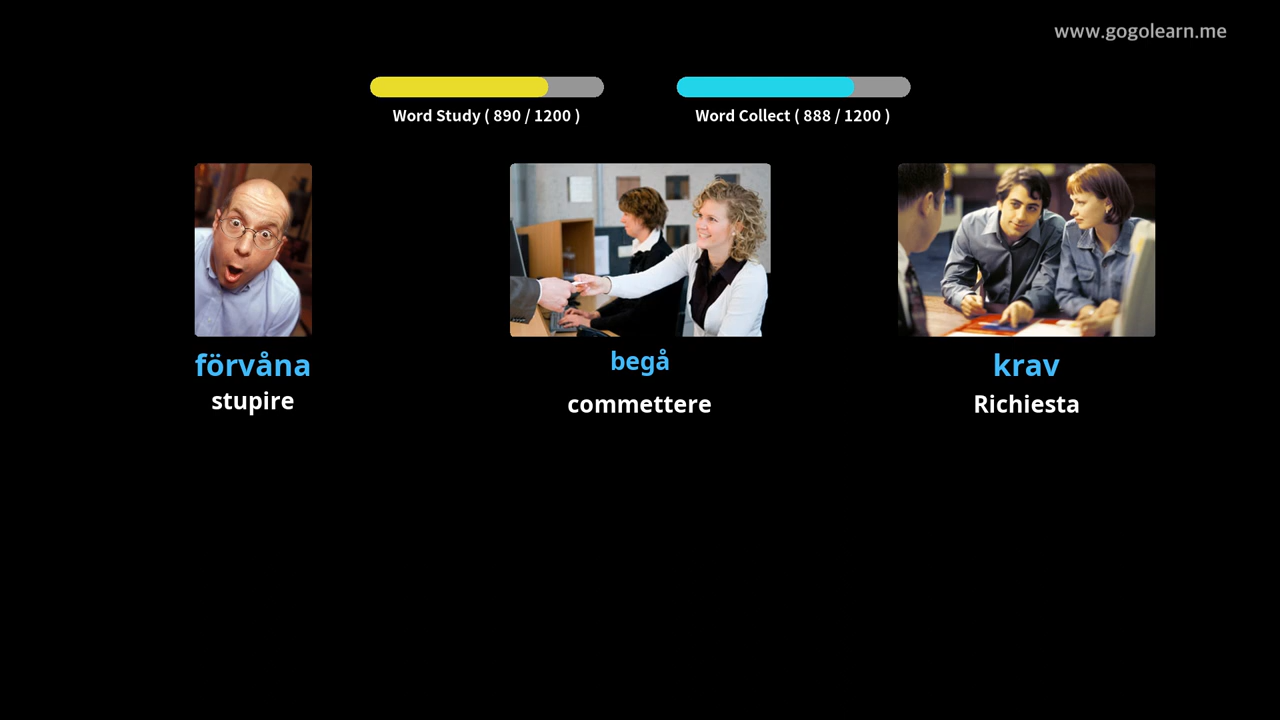 www.gogolearn.me
Word Study ( 890 / 1200 )
Word Collect ( 888 / 1200 )
förvåna
begå
krav
stupire
commettere
Richiesta